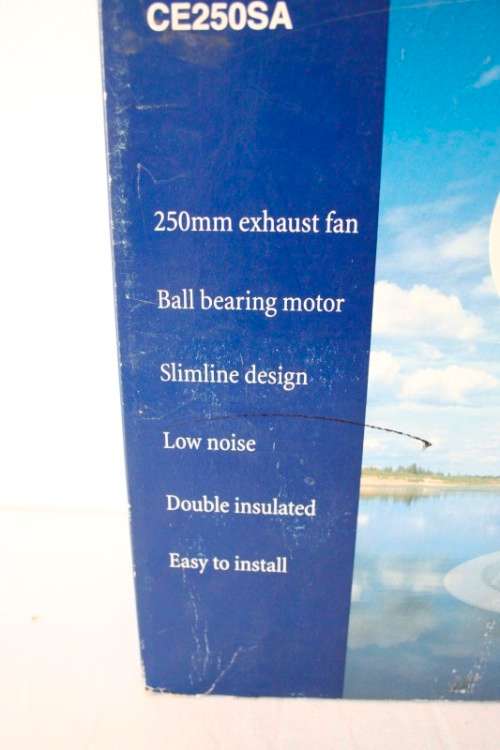 CE250SA
250mm exhaust fan
Ball bearing motor
Slimline design
Low noise
Double insulated
Easy to install